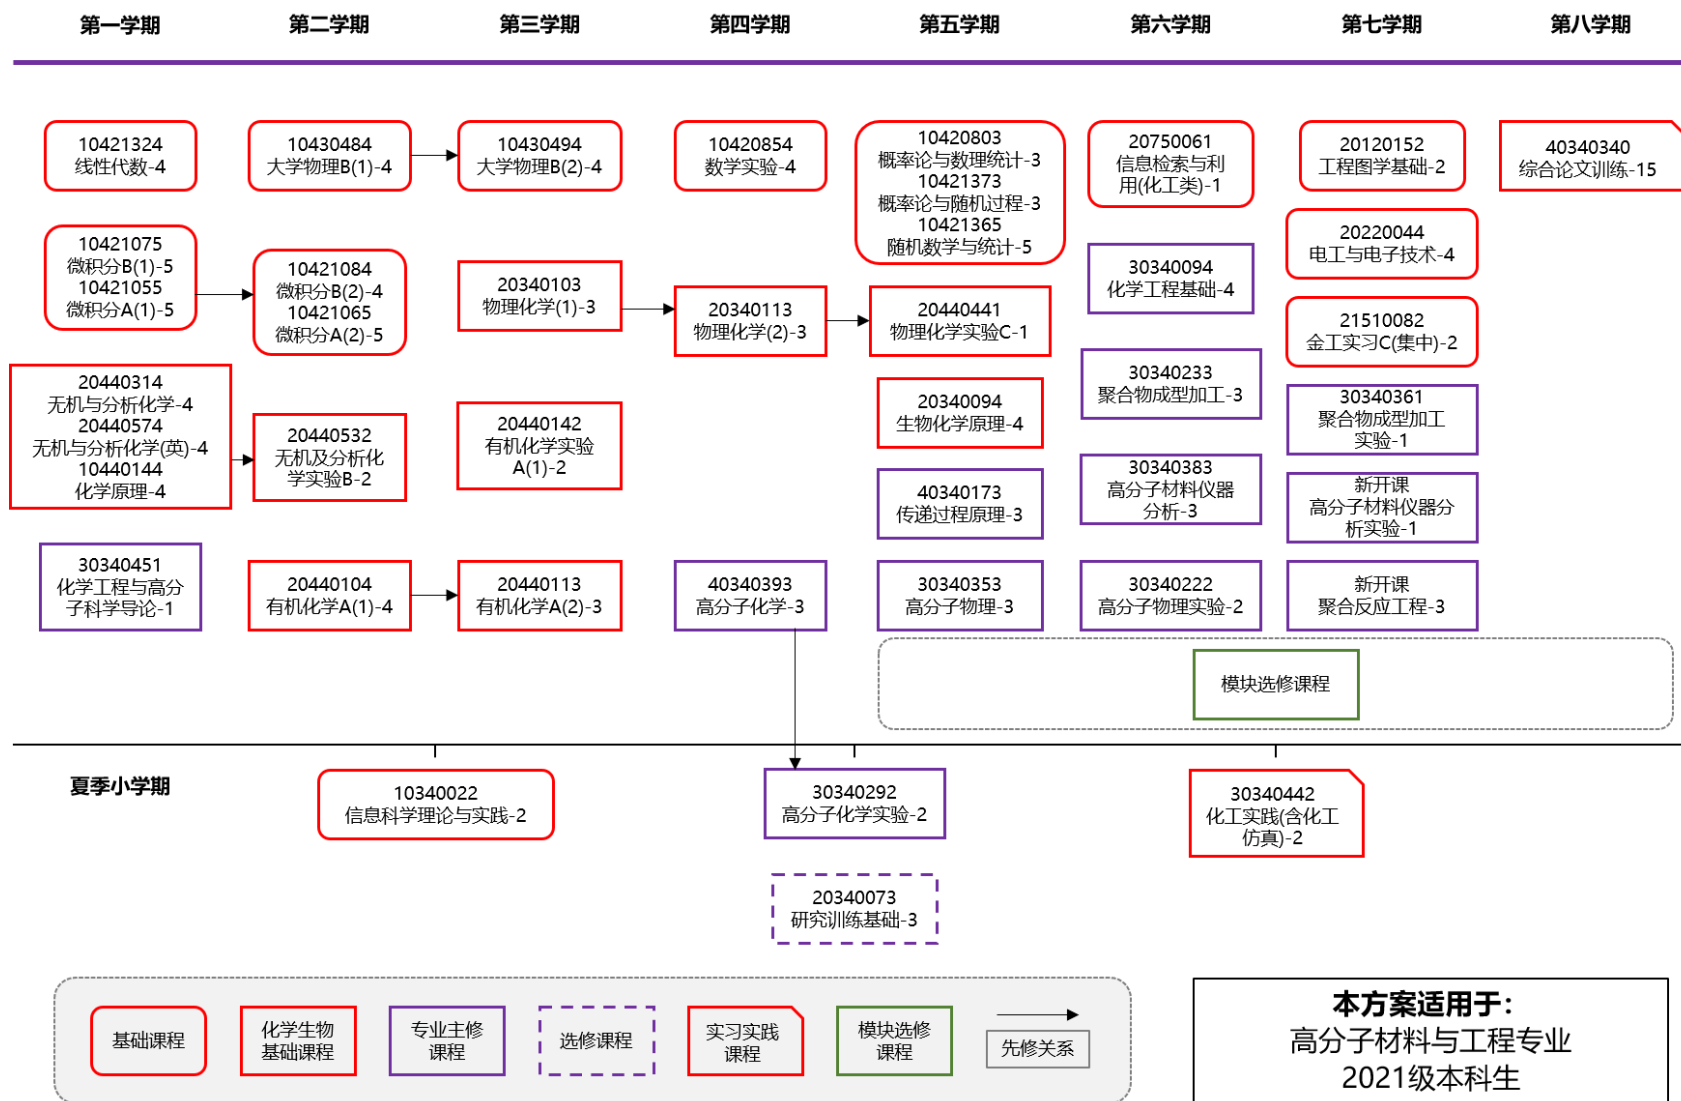 第一学期
第二学期
第三学期
第四学期
第五学期
第六学期
第七学期
第八学期
10421324
线性代数-4
10421075
微积分B(1)-5
10421055
微积分A(1)-5
20440314
无机与分析化学-4
20440574
无机与分析化学(英)-4
10440144
化学原理-4
30340451
化学工程与高分
子科学导论-1
10430484
大学物理B(1)-4
10421084
微积分B(2)-4
10421065
微积分A(2)-5
20440532
无机及分析化
学实验B-2
20440104
有机化学A(1)-4
10430494
大学物理B(2)-4
20340103
物理化学(1)-3
20440142
有机化学实验
A(1)-2
20440113
有机化学A(2)-3
10420854
数学实验-4
20340113
物理化学(2)-3
40340393
高分子化学-3
10420803
概率论与数理统计-3
10421373
概率论与随机过程-3
10421365
随机数学与统计-5
20440441
物理化学实验C-1
20340094
生物化学原理-4
40340173
传递过程原理-3
30340353
高分子物理-3
20750061
信息检索与利
用(化工类)-1
30340094
化学工程基础-4
30340233
聚合物成型加工-3
30340383
高分子材料仪器
分析-3
30340222
高分子物理实验-2
20120152
工程图学基础-2
20220044
电工与电子技术-4
21510082
金工实习C(集中)-2
30340361
聚合物成型加工
实验-1
新开课
高分子材料仪器分
析实验-1
新开课
聚合反应工程-3
40340340
综合论文训练-15
模块选修课程
夏季小学期
10340022
信息科学理论与实践-2
30340292
高分子化学实验-2
20340073
研究训练基础-3
30340442
化工实践(含化工
仿真)-2
基础课程
化学生物
基础课程
专业主修
课程
选修课程
实习实践
课程
模块选修
课程
先修关系
本方案适用于：
高分子材料与工程专业
2021级本科生